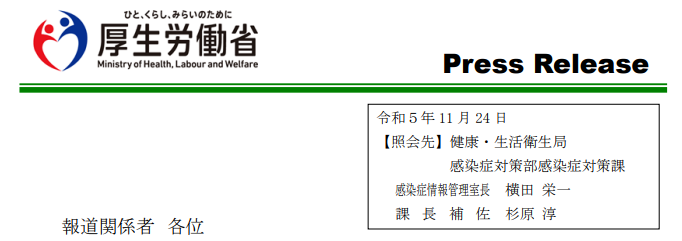 ひと、くらし、みらいのために
厚生労働省
Ministry of Health, Labour and Welfare
Press Release
令和５年 11 月 24 日
【照会先】健康・生活衛生局
感染症対策部感染症対策課
感染症情報管理室長 横田 栄一
課 長 補 佐 杉原 淳
報道関係者 各位